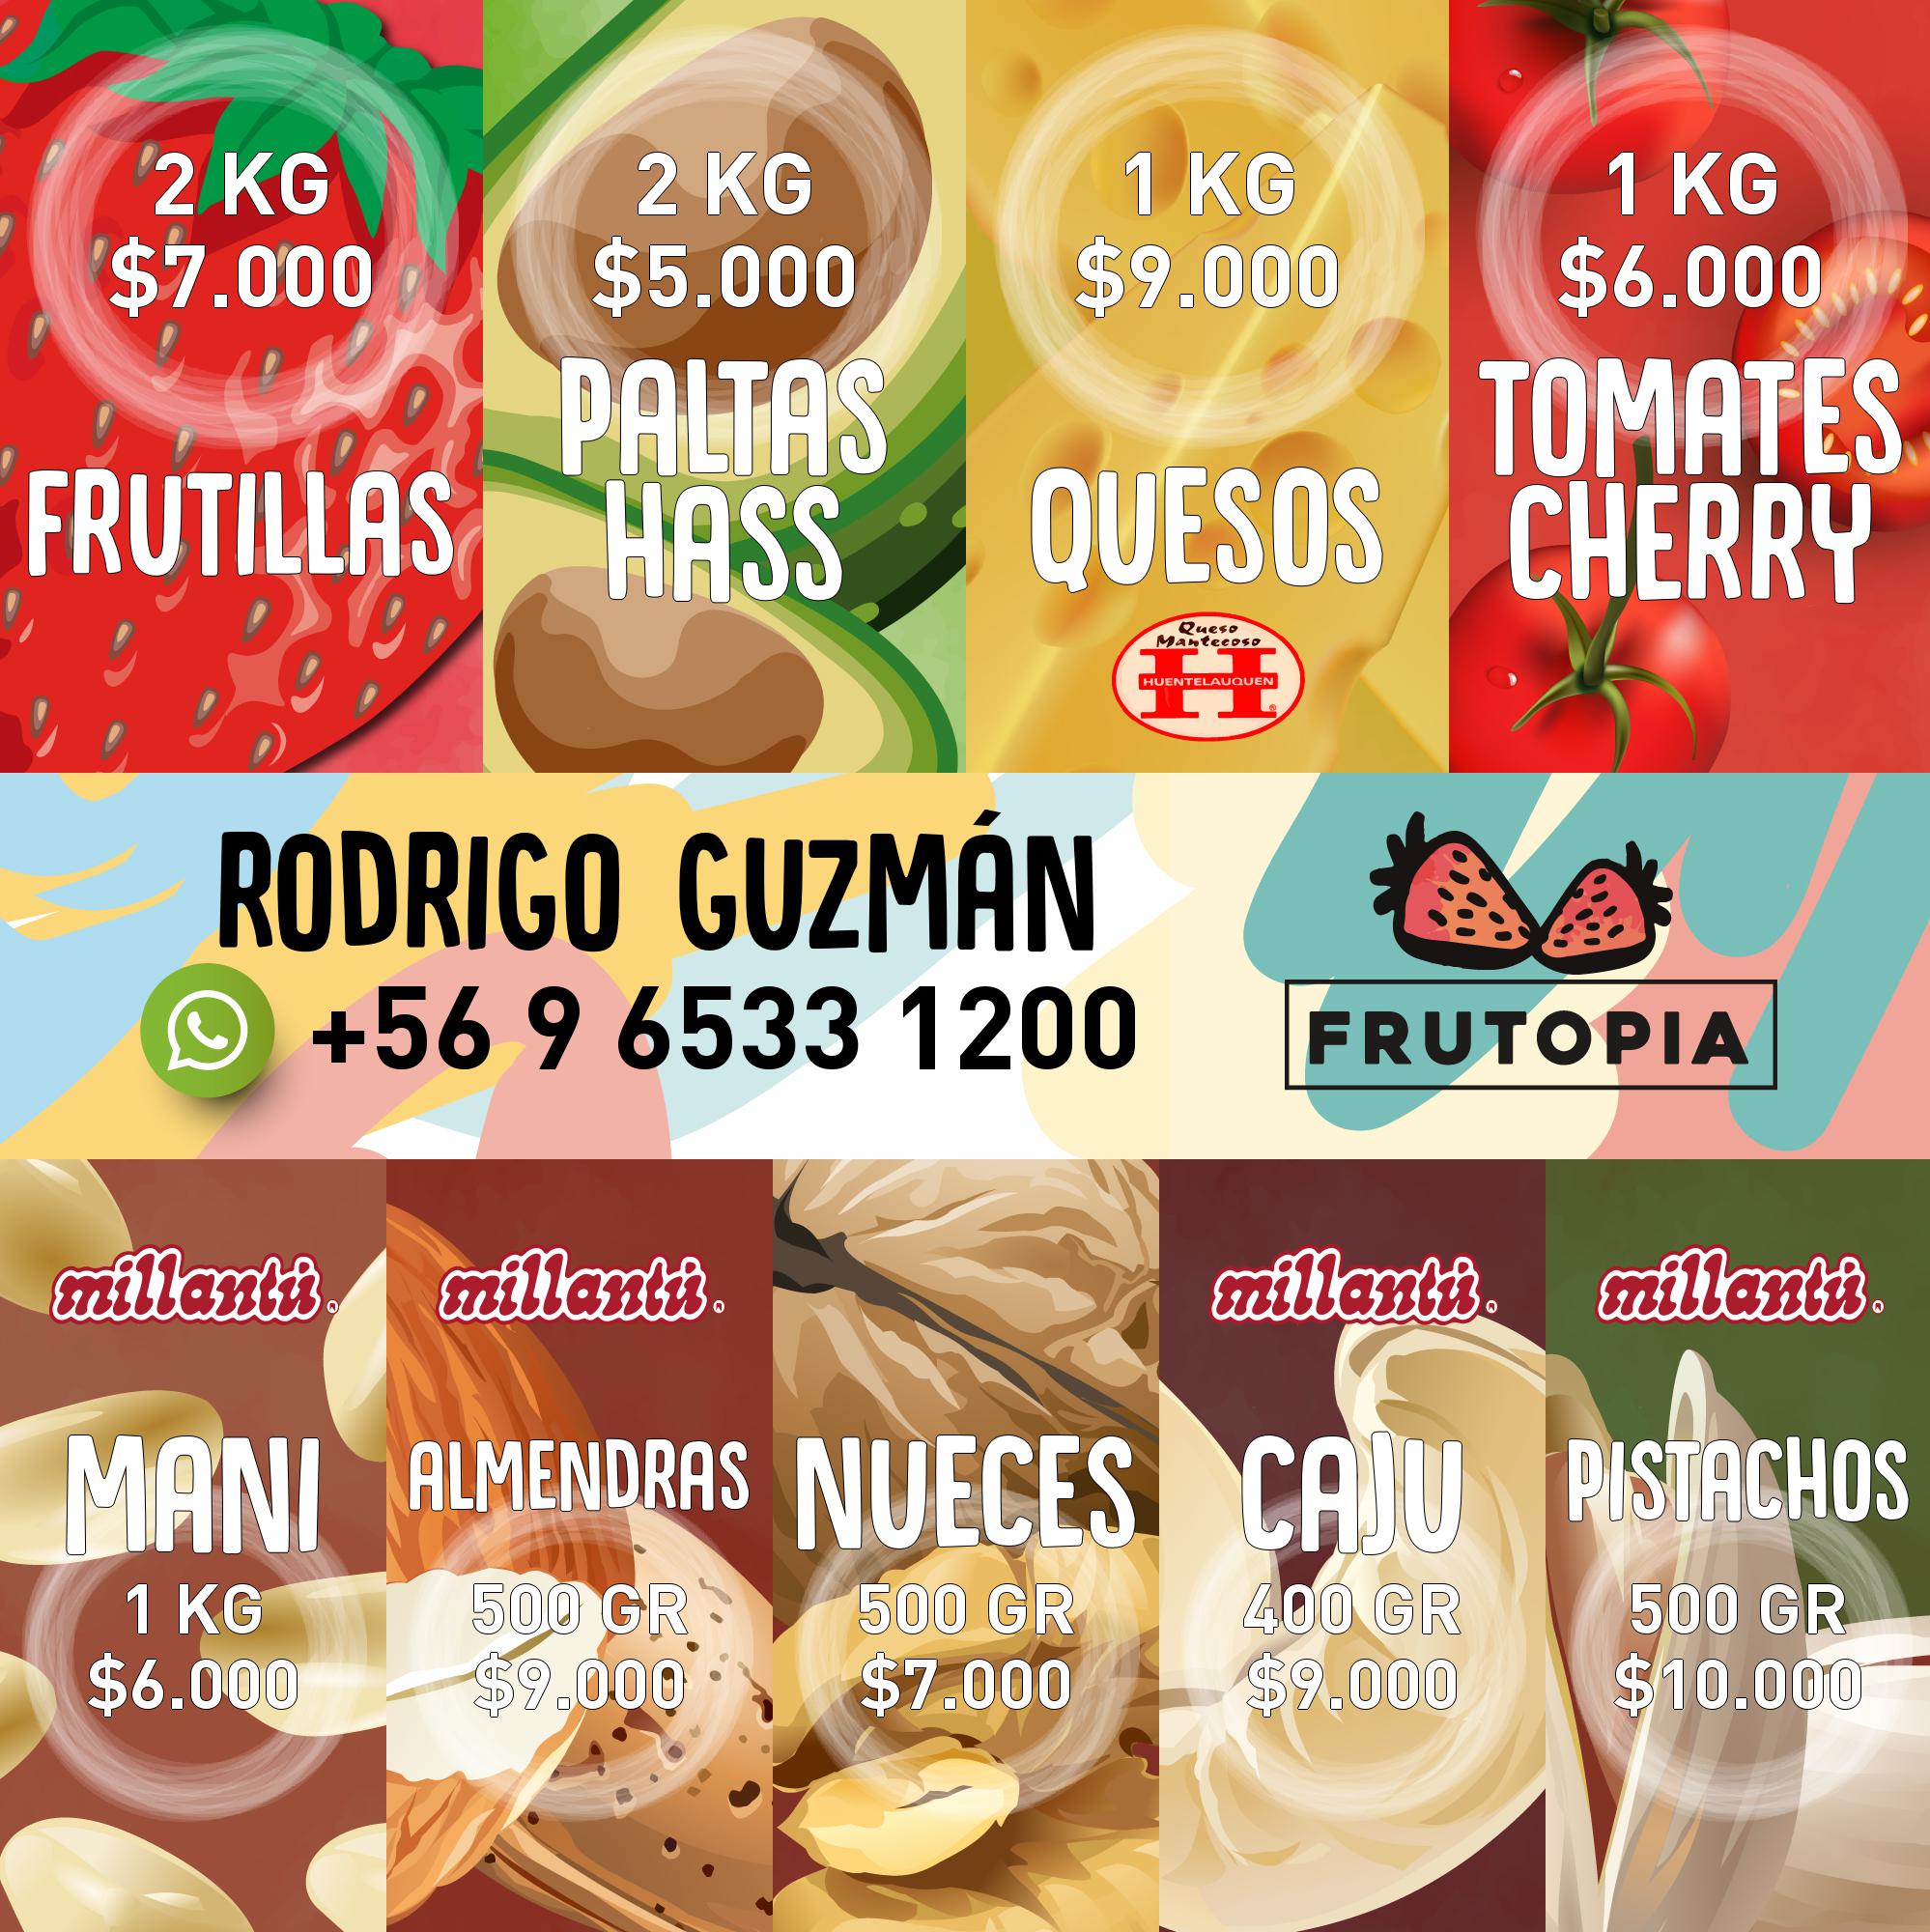 2 KG
$7.000
FRUTILLAS
2 KG
$5.000
PALTAS
HASS
1 KG
$9.000
QUESOS
Queso
Mantecoso
H
HUENTELAUQUEN
®
1 KG
$6.000
TOMATES
CHERRY
RODRIGO GUZMÁN
+56 9 6533 1200
FRUTOPIA
millantú®
MANI
1 KG
$6.000
millantú®
ALMENDRAS
500 GR
$9.000
NUECES
500 GR
$7.000
millantú®
CAJU
400 GR
$9.000
millantú®
PISTACHOS
500 GR
$10.000